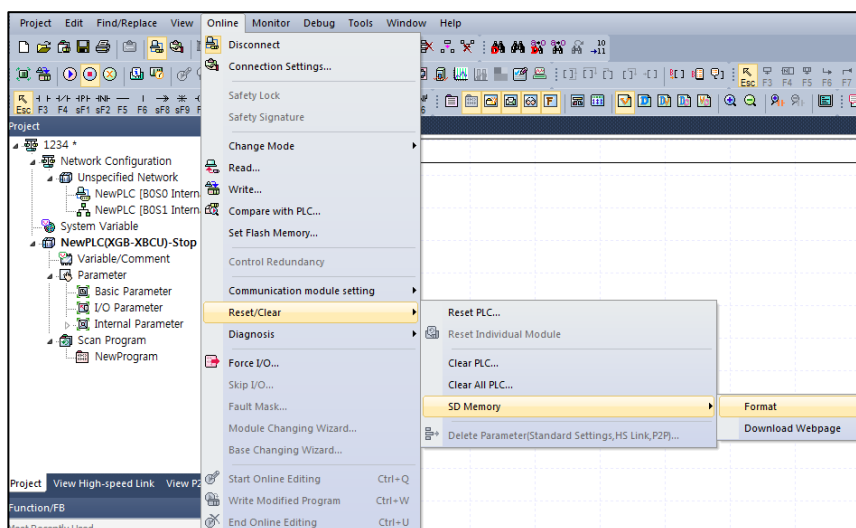 Project Edit Find/Replace View Online Monitor Debug Tools Window Help
Disconnect
Connection Settings...
Safety Lock
Safety Signature
Change Mode
Read...
Write...
Compare with PLC...
Set Flash Memory...
Control Redundancy
Communication module setting
Reset/Clear
Diagnosis
Force I/O...
Skip I/O...
Fault Mask...
Module Changing Wizard...
Base Changing Wizard...
Start Online Editing Ctrl+Q
Write Modified Program Ctrl+W
End Online Editing Ctrl+U
Reset PLC...
Reset Individual Module
Clear PLC...
Clear All PLC...
SD Memory
Delete Parameter(Standard Settings,HS Link,P2P)...
Format
Download Webpage
Esc F3 F4 F5 F6 F7
Esc F3 F4 sF1 sF2 F5 F6 sF8 sF9
Project
1234 *
Network Configuration
Unspecified Network
NewPLC [B0S0 Intern
NewPLC [B0S1 Intern
System Variable
NewPLC(XGB-XBCU)-Stop
Variable/Comment
Parameter
Basic Parameter
I/O Parameter
Internal Parameter
Scan Program
NewProgram
Project View High-speed Link View P2
Function/FB